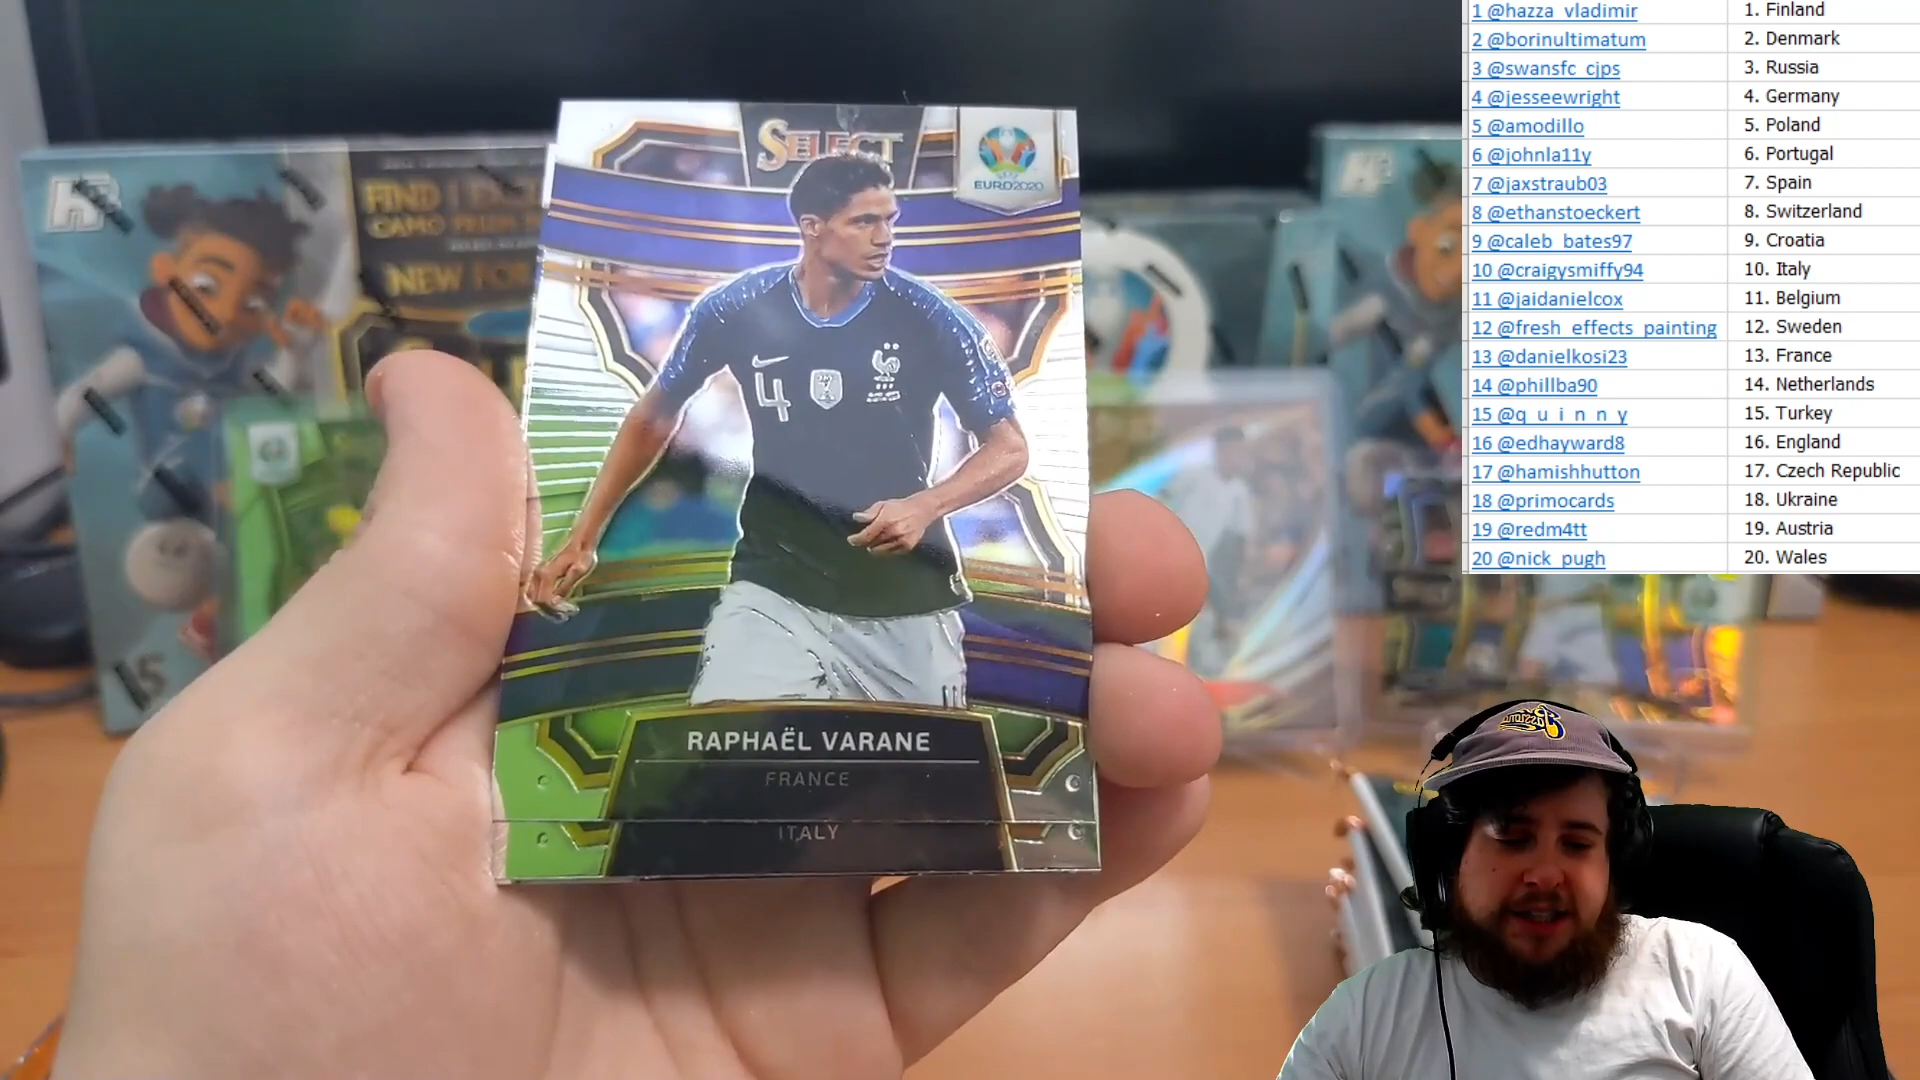 1 @hazza_vladimir 1. Finland
2 @borinultimatum 2. Denmark
3 @swansfc_cjps 3. Russia
4 @jesseewright 4. Germany
5 @amodillo 5. Poland
6 @johnla11y 6. Portugal
7 @jaxstraub03 7. Spain
8 @ethanstoeckert 8. Switzerland
9 @caleb_bates97 9. Croatia
10 @craigysmiffy94 10. Italy
11 @jaidanielcox 11. Belgium
12 @fresh_effects_painting 12. Sweden
13 @danielkosi23 13. France
14 @phillba90 14. Netherlands
15 @q_u_i_n_n_y 15. Turkey
16 @edhayward8 16. England
17 @hamishhutton 17. Czech Republic
18 @primocards 18. Ukraine
19 @redm4tt 19. Austria
20 @nick_pugh 20. Wales
SELECT
EURO2020
4
RAPHAËL VARANE
FRANCE
ITALY
NEW FOR